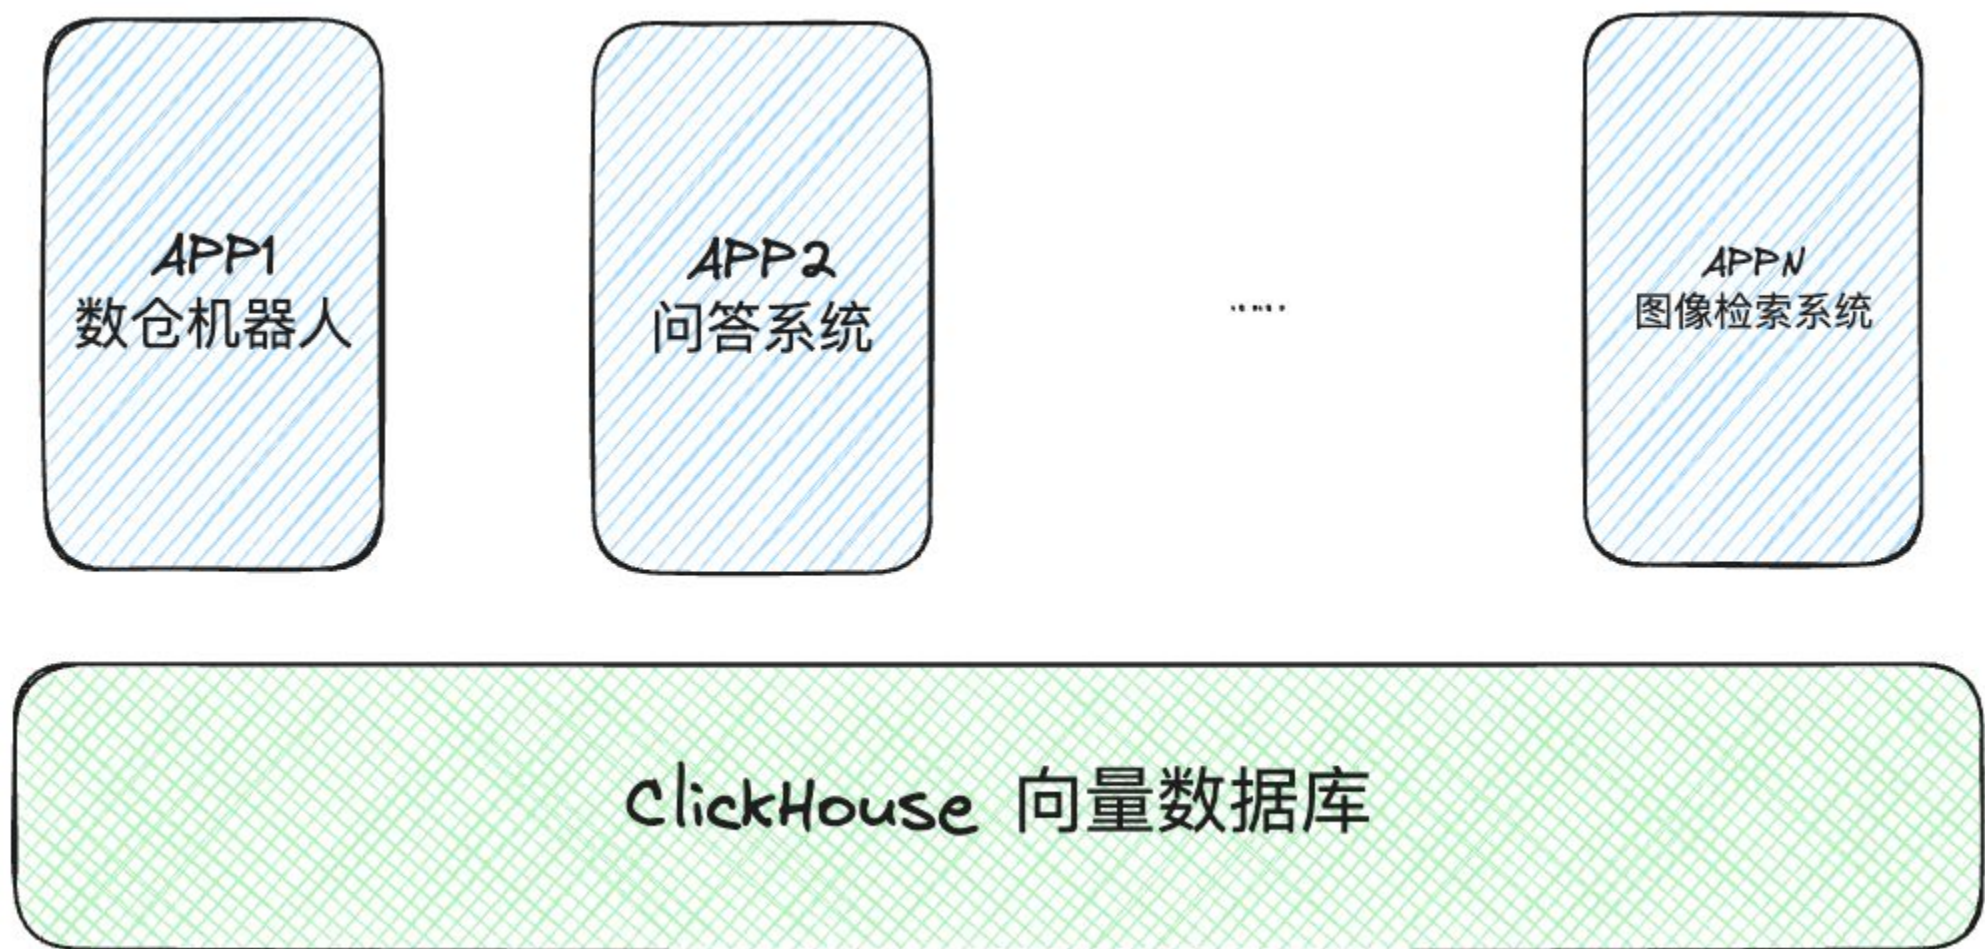 APP1
数仓机器人
APP2
问答系统
......
APPN
图像检索系统
ClickHouse 向量数据库